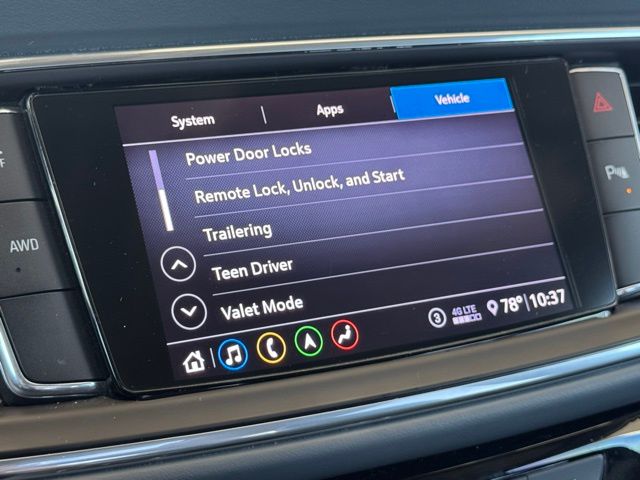 System
Apps
Vehicle
Power Door Locks
Remote Lock, Unlock, and Start
Trailering
Teen Driver
Valet Mode
3
4G LTE
78°
10:37
AWD